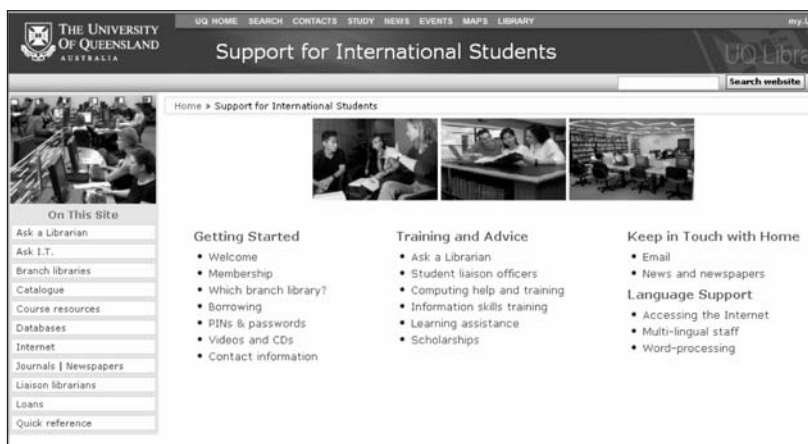 THE UNIVERSITY
OF QUEENSLAND
AUSTRALIA
UQ HOME SEARCH CONTACTS STUDY NEWS EVENTS MAPS LIBRARY
Support for International Students
UQ
Search website
Home » Support for International Students
On This Site
Ask a Librarian
Ask I.T.
Branch libraries
Catalogue
Course resources
Databases
Internet
Journals | Newspapers
Liaison librarians
Loans
Quick reference
Getting Started
• Welcome
• Membership
• Which branch library?
• Borrowing
• PINs & passwords
• Videos and CDs
• Contact information
Training and Advice
• Ask a Librarian
• Student liaison officers
• Computing help and training
• Information skills training
• Learning assistance
• Scholarships
Keep in Touch with Home
• Email
• News and newspapers
Language Support
• Accessing the Internet
• Multi-lingual staff
• Word-processing